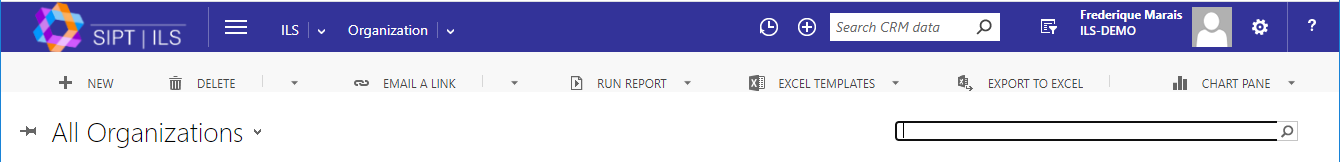 SIPT | ILS
ILS
Organization
Search CRM data
Frederique Marais
ILS-DEMO
?
NEW
DELETE
EMAIL A LINK
RUN REPORT
EXCEL TEMPLATES
EXPORT TO EXCEL
CHART PANE
All Organizations